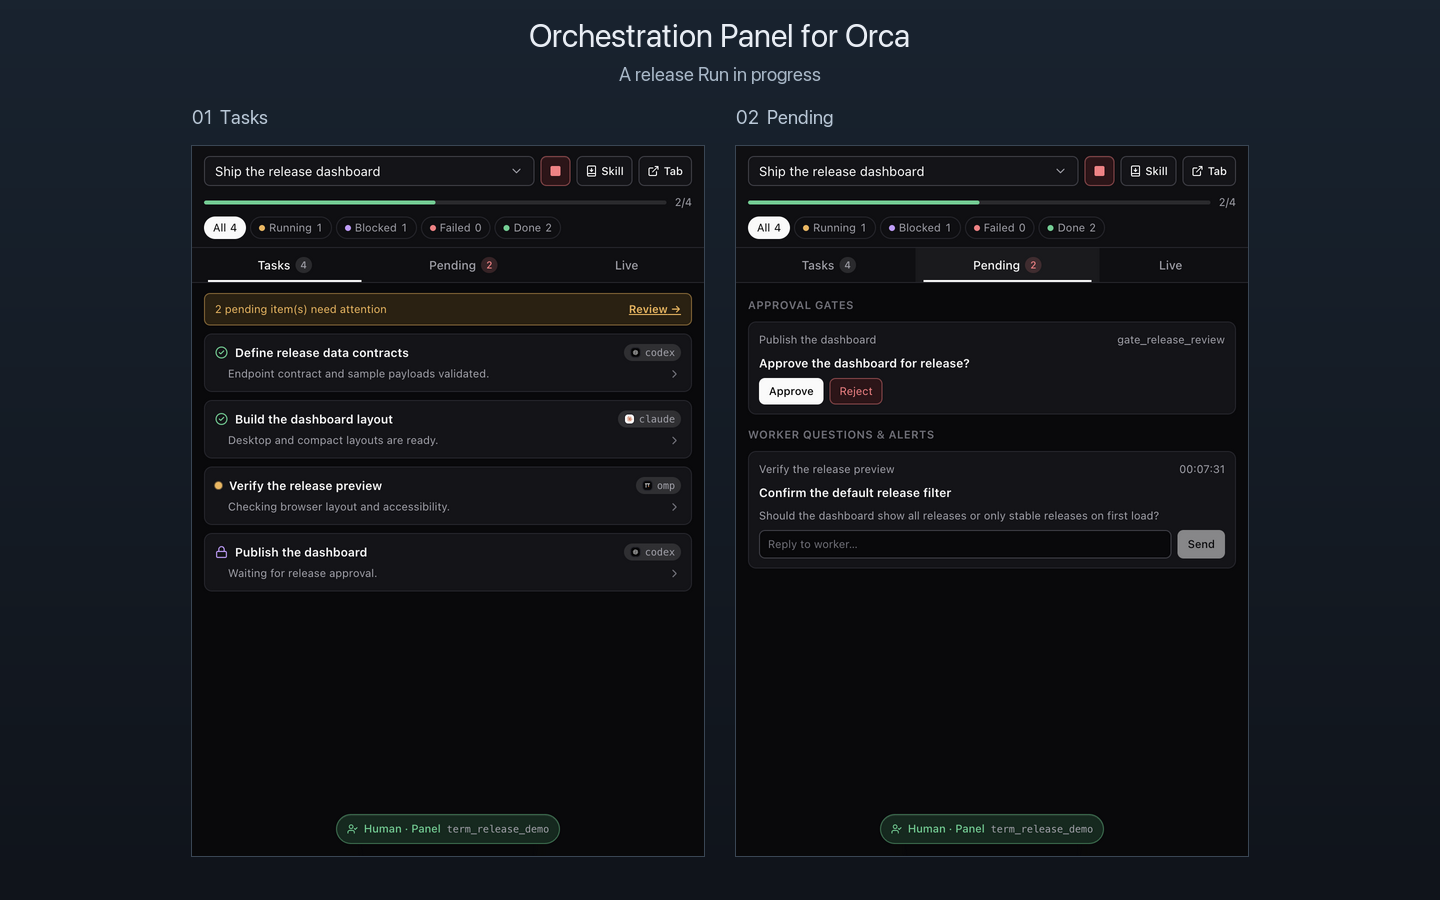 Orchestration Panel for Orca
A release Run in progress
01 Tasks
Ship the release dashboard
Skill
Tab
2/4
All 4
Running 1
Blocked 1
Failed 0
Done 2
Tasks 4
Pending 2
Live
2 pending item(s) need attention
Review →
Define release data contracts
codex
Endpoint contract and sample payloads validated.
Build the dashboard layout
claude
Desktop and compact layouts are ready.
Verify the release preview
omp
Checking browser layout and accessibility.
Publish the dashboard
codex
Waiting for release approval.
Human · Panel term_release_demo
02 Pending
Ship the release dashboard
Skill
Tab
2/4
All 4
Running 1
Blocked 1
Failed 0
Done 2
Tasks 4
Pending 2
Live
APPROVAL GATES
Publish the dashboard
gate_release_review
Approve the dashboard for release?
Approve
Reject
WORKER QUESTIONS & ALERTS
Verify the release preview
00:07:31
Confirm the default release filter
Should the dashboard show all releases or only stable releases on first load?
Reply to worker...
Send
Human · Panel term_release_demo